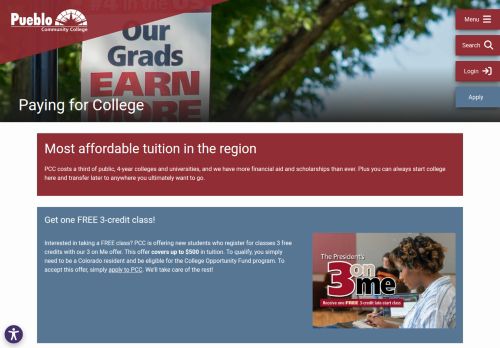 Pueblo
Community College
#4 in the US
Our
Grads
EARN
MORE
Menu
Search
Login
Apply
Paying for College
Most affordable tuition in the region
PCC costs a third of public, 4-year colleges and universities, and we have more financial aid and scholarships than ever. Plus you can always start college
here and transfer later to anywhere you ultimately want to go.
Get one FREE 3-credit class!
Interested in taking a FREE class? PCC is offering new students who register for classes 3 free
credits with our 3 on Me offer. This offer covers up to $500 in tuition. To qualify, you simply
need to be a Colorado resident and be eligible for the College Opportunity Fund program. To
accept this offer, simply apply to PCC. We'll take care of the rest!
The President's
3 on
me
Receive one FREE 3-credit late start class